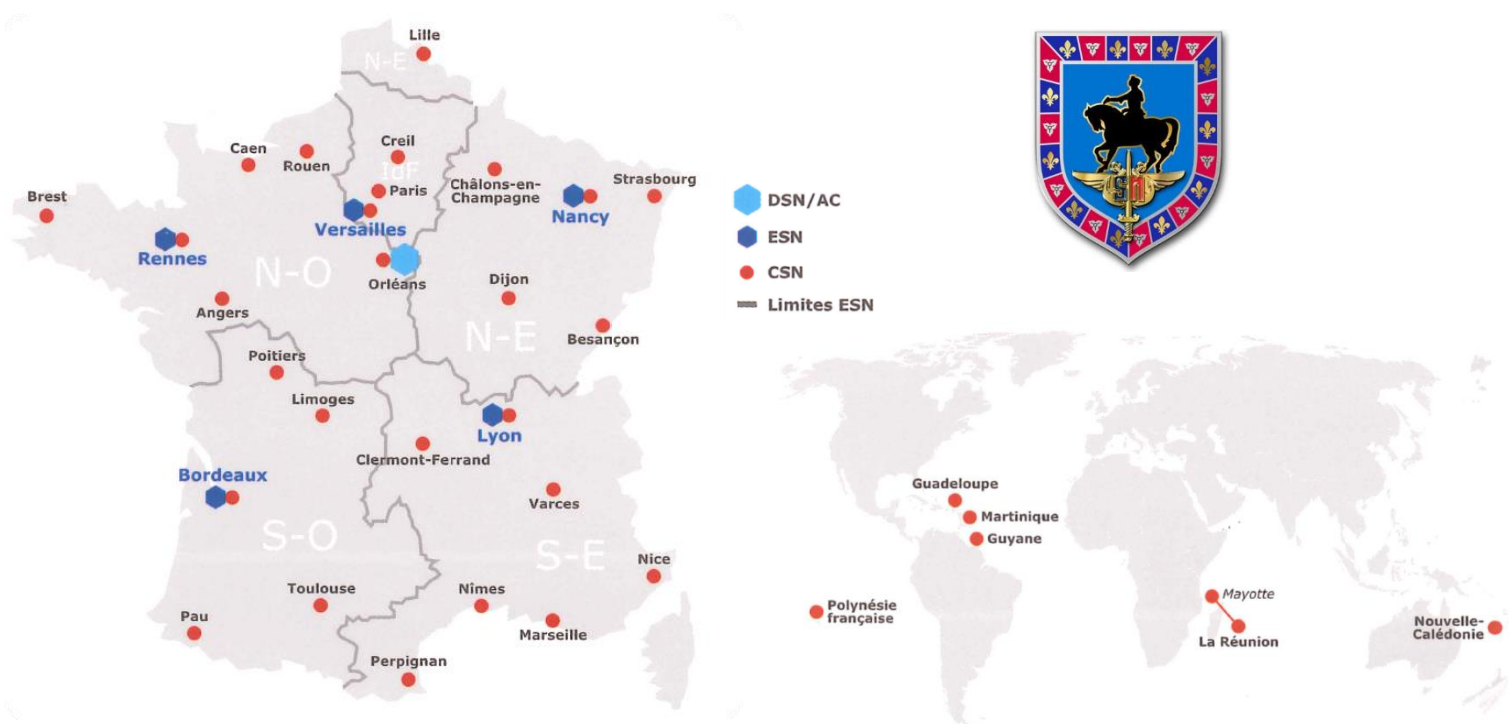 Lille
N-E
Caen
Rouen
Creil
IdF
Paris
Châlons-en-
Champagne
Strasbourg
Brest
Versailles
Nancy
Rennes
N-O
Orléans
Dijon
Angers
N-E
Besançon
Poitiers
Limoges
Lyon
Clermont-Ferrand
Bordeaux
Varces
S-O
S-E
Nice
Toulouse
Nîmes
Pau
Marseille
Perpignan
DSN/AC
ESN
CSN
Limites ESN
Guadeloupe
Martinique
Guyane
Mayotte
Polynésie
française
La Réunion
Nouvelle-
Calédonie